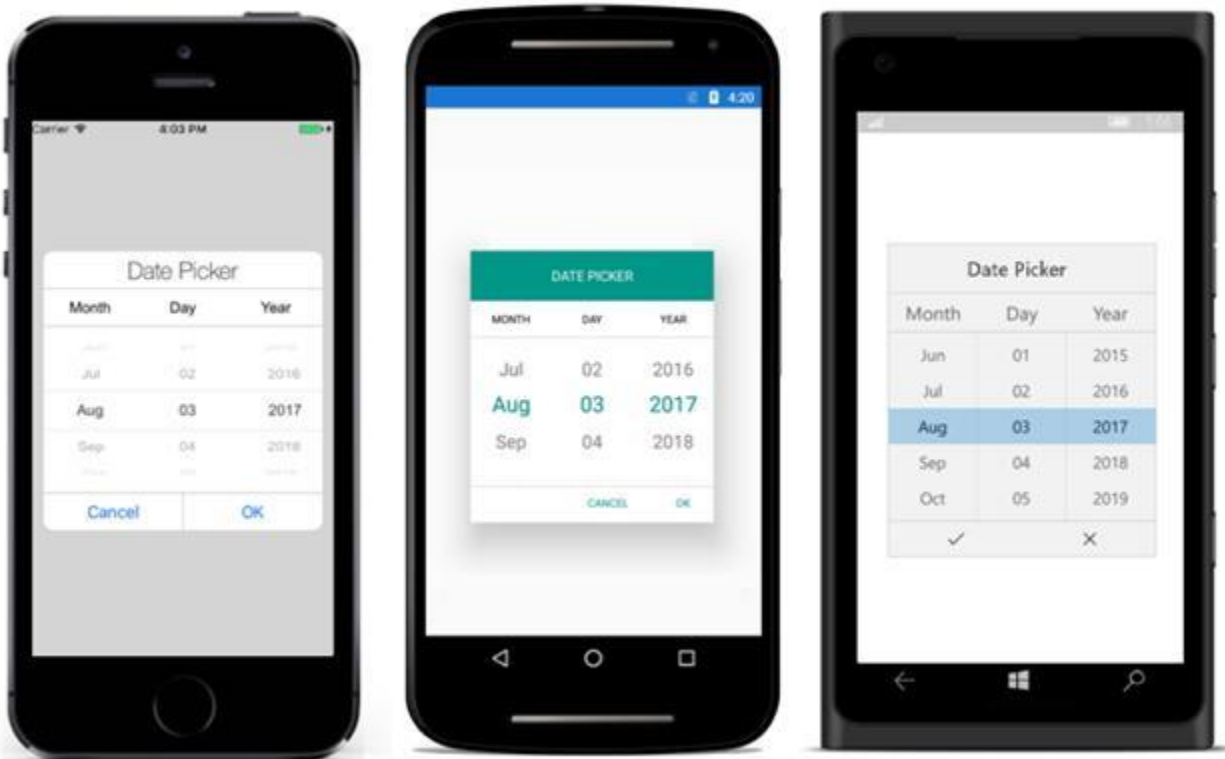 Carrier 4:03 PM
Date Picker
Month Day Year
Jul 02 2016
Aug 03 2017
Sep 04 2018
Cancel OK
4:20
DATE PICKER
MONTH DAY YEAR
Jul 02 2016
Aug 03 2017
Sep 04 2018
CANCEL OK
Date Picker
Month Day Year
Jun 01 2015
Jul 02 2016
Aug 03 2017
Sep 04 2018
Oct 05 2019